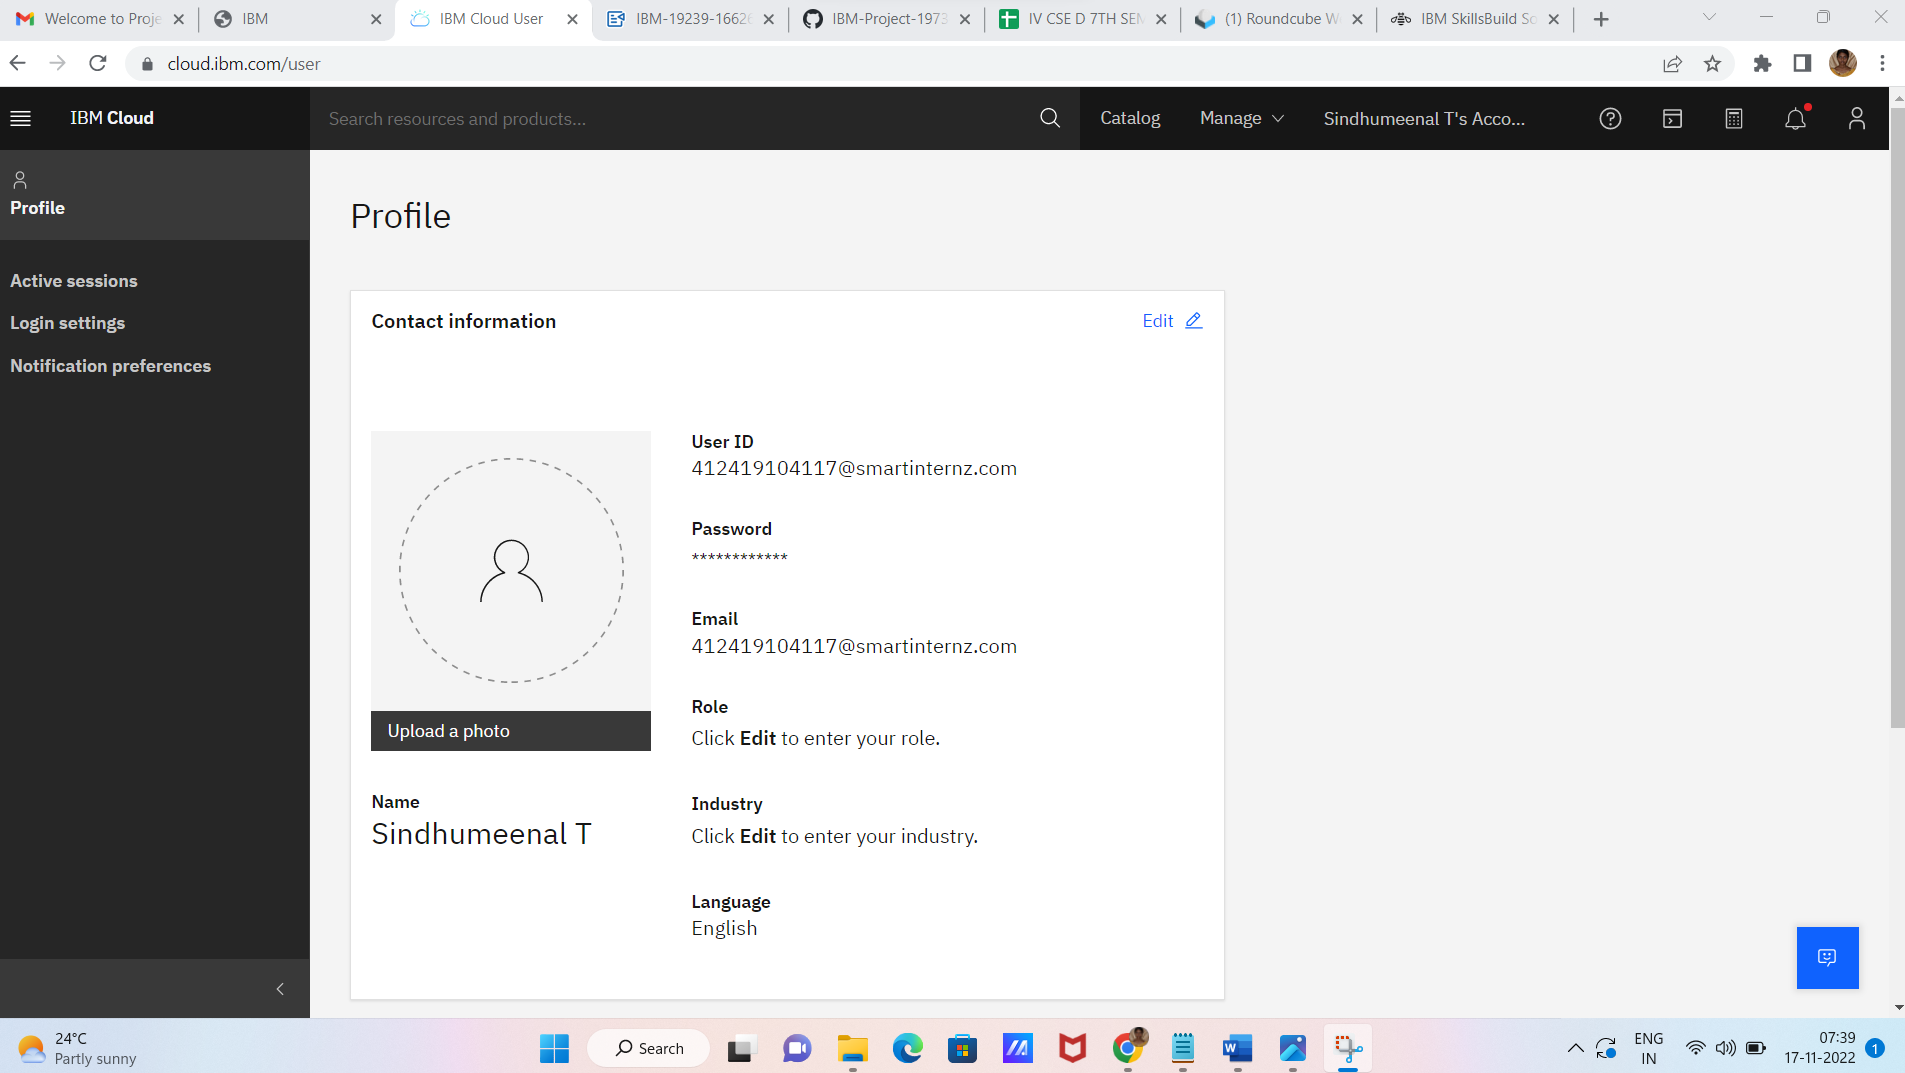 Welcome to Proje
IBM
IBM Cloud User
IBM-19239-16626
IBM-Project-1973
IV CSE D 7TH SEM
(1) Roundcube W
IBM SkillsBuild So
cloud.ibm.com/user
IBM Cloud
Search resources and products...
Catalog
Manage
Sindhumeenal T's Acco...
Profile
Active sessions
Login settings
Notification preferences
Profile
Contact information
Edit
User ID
412419104117@smartinternz.com
Password
************
Email
412419104117@smartinternz.com
Role
Click Edit to enter your role.
Upload a photo
Name
Sindhumeenal T
Industry
Click Edit to enter your industry.
Language
English
24°C
Partly sunny
Search
W
ENG
IN
07:39
17-11-2022
1